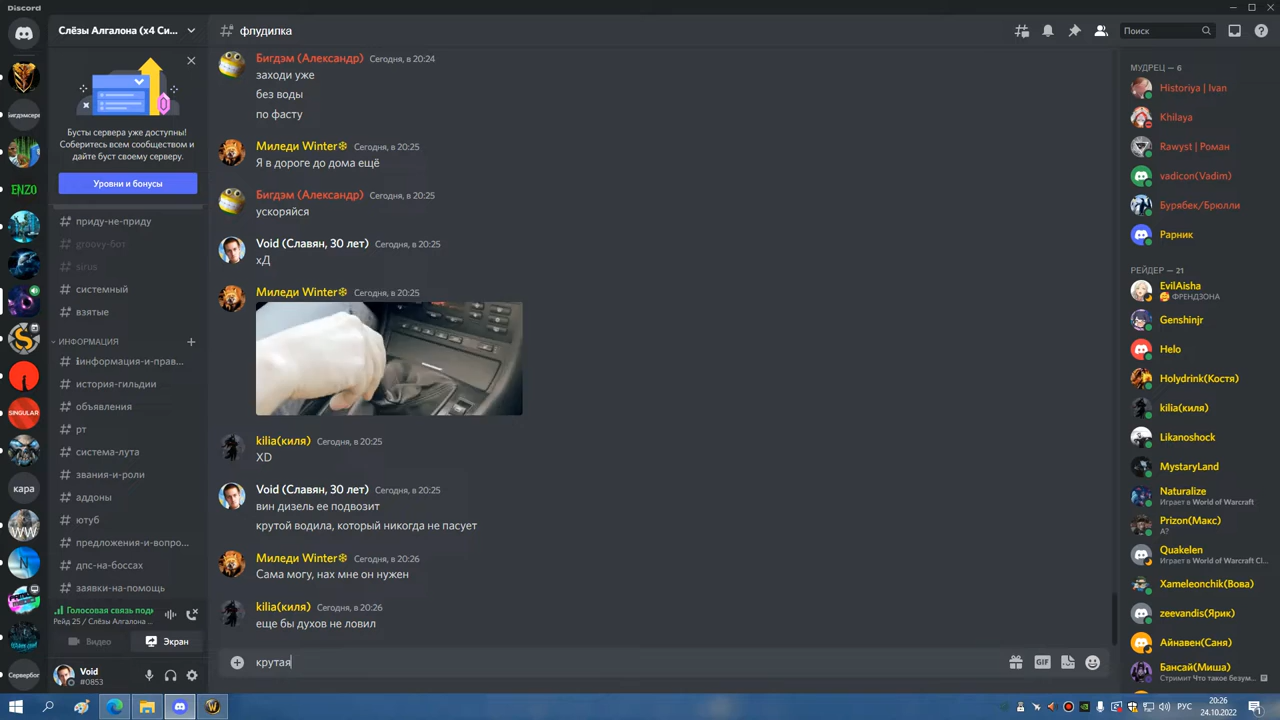 Discord
Слёзы Алгалона (x4 Си...
флудилка
Поиск
Бусты сервера уже доступны!
Соберитесь всем сообществом и
дайте буст своему серверу.
Уровни и бонусы
приду-не-приду
groovy-бот
sirus
системный
взятые
ИНФОРМАЦИЯ
информация-и-прав...
история-гильдии
объявления
рт
система-лута
звания-и-роли
аддоны
ютуб
предложения-и-вопро...
дпс-на-боссах
заявки-на-помощь
Голосовая связь подк
Рейд 25 / Слёзы Алгалона ...
Видео
Экран
Void
#0853
Бигдэмсерв
ENZO
SINGULAR
кара
WW
N
Сервербог
Бигдэм (Александр) Сегодня, в 20:24
заходи уже
без воды
по фасту
Миледи Winter❄ Сегодня, в 20:25
Я в дороге до дома ещё
Бигдэм (Александр) Сегодня, в 20:25
ускоряйся
Void (Славян, 30 лет) Сегодня, в 20:25
хД
Миледи Winter❄ Сегодня, в 20:25
kilia(киля) Сегодня, в 20:25
XD
Void (Славян, 30 лет) Сегодня, в 20:25
вин дизель ее подвозит
крутой водила, который никогда не пасует
Миледи Winter❄ Сегодня, в 20:26
Сама могу, нах мне он нужен
kilia(киля) Сегодня, в 20:26
еще бы духов не ловил
крутая
GIF
МУДРЕЦ — 6
Historiya | Ivan
Khilaya
Rawyst | Роман
vadicon(Vadim)
Бурябек/Брюлли
Рарник
РЕЙДЕР — 21
EvilAisha
ФРЕНДЗОНА
Genshinjr
Helo
Holydrink(Костя)
kilia(киля)
Likanoshock
MystaryLand
Naturalize
Играет в World of Warcraft
Prizon(Макс)
А?
Quakelen
Играет в World of Warcraft Cl...
Xameleonchik(Вова)
zeevandis(Ярик)
Айнавен(Саня)
Бансай(Миша)
Стримит Что такое безум...
РУС
20:26
24.10.2022